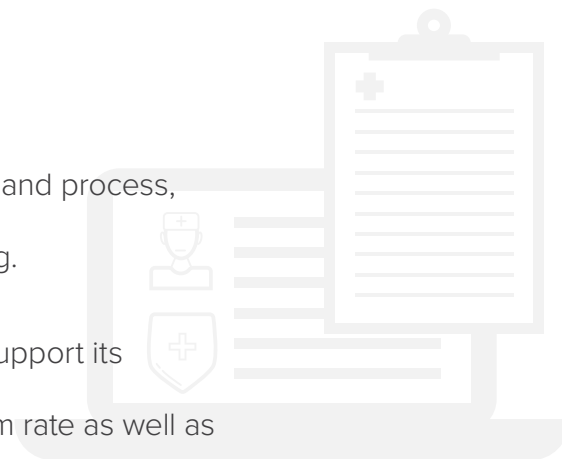 and process,
g.
upport its
m rate as well as